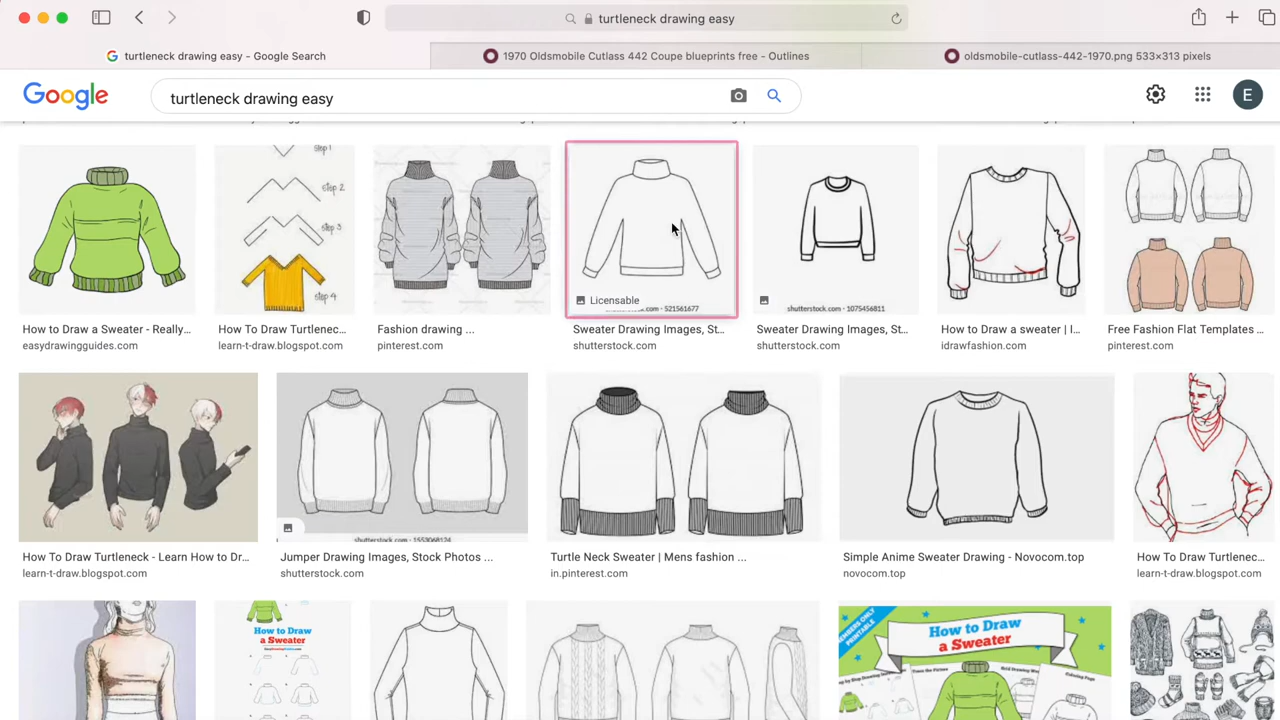 turtleneck drawing easy
turtleneck drawing easy - Google Search
1970 Oldsmobile Cutlass 442 Coupe blueprints free - Outlines
oldsmobile-cutlass-442-1970.png 533×313 pixels
Google
turtleneck drawing easy
E
step 2
step 3
step 4
Licensable
shutterstock.com · 1075456811
How to Draw a Sweater - Really...
How To Draw Turtlenec...
Fashion drawing ...
Sweater Drawing Images, St...
Sweater Drawing Images, St...
How to Draw a sweater | I...
Free Fashion Flat Templates ...
easydrawingguides.com
learn-t-draw.blogspot.com
pinterest.com
shutterstock.com
shutterstock.com
idrawfashion.com
pinterest.com
How To Draw Turtleneck - Learn How to Dr...
Jumper Drawing Images, Stock Photos ...
Turtle Neck Sweater | Mens fashion ...
Simple Anime Sweater Drawing - Novocom.top
How To Draw Turtlenec...
learn-t-draw.blogspot.com
shutterstock.com
in.pinterest.com
novocom.top
learn-t-draw.blogspot.com
How to Draw
a Sweater
MEMBERS ONLY
PRINTABLE
How to Draw
a Sweater